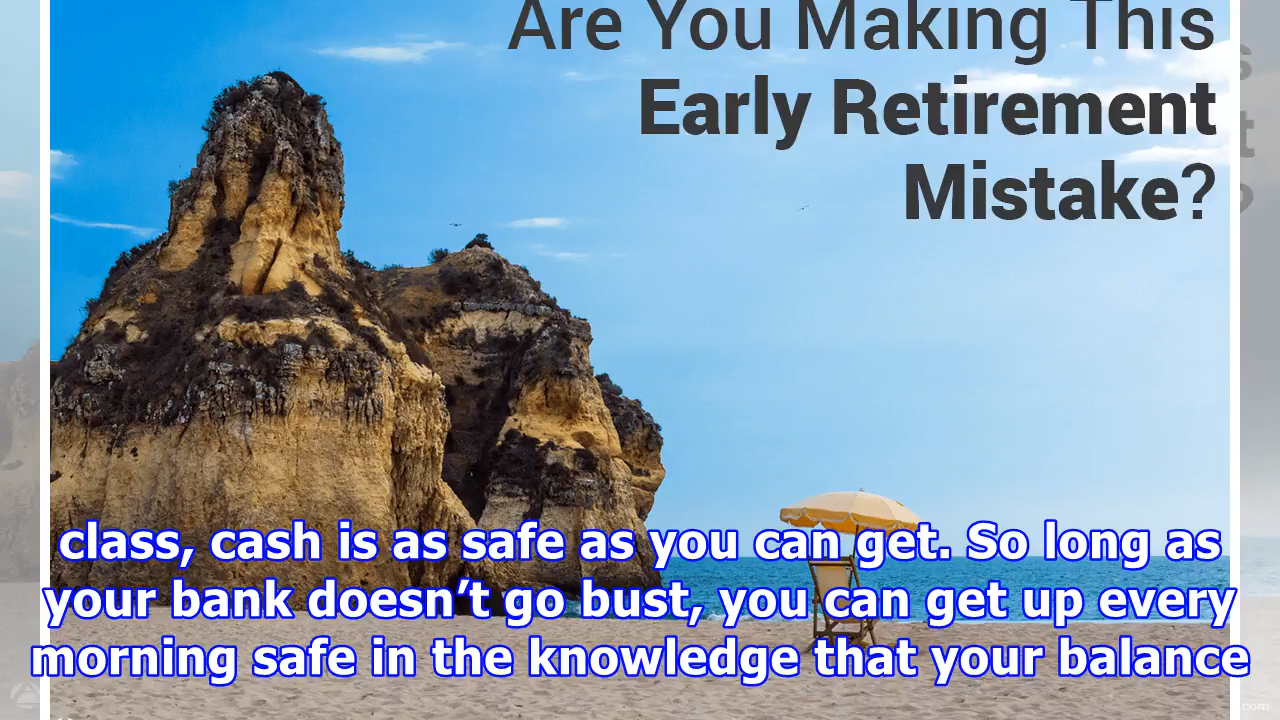 Are You Making This
Early Retirement
Mistake?
class, cash is as safe as you can get. So long as
your bank doesn’t go bust, you can get up every
morning safe in the knowledge that your balance
.com